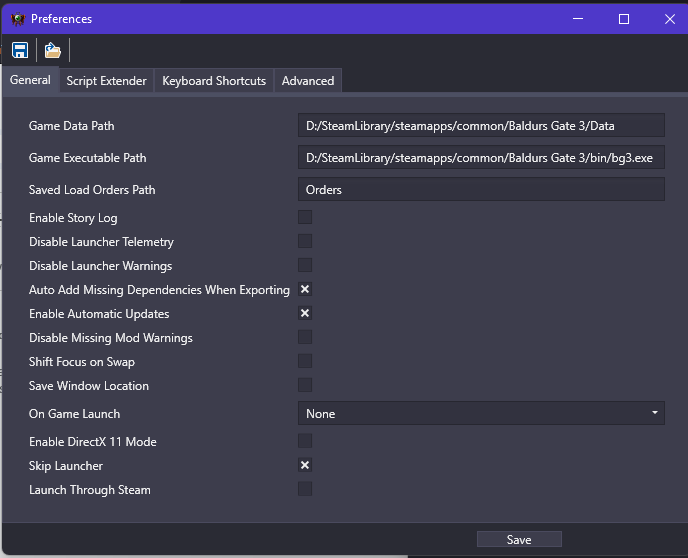 Preferences
General Script Extender Keyboard Shortcuts Advanced
Game Data Path D:/SteamLibrary/steamapps/common/Baldurs Gate 3/Data
Game Executable Path D:/SteamLibrary/steamapps/common/Baldurs Gate 3/bin/bg3.exe
Saved Load Orders Path Orders
Enable Story Log
Disable Launcher Telemetry
Disable Launcher Warnings
Auto Add Missing Dependencies When Exporting
Enable Automatic Updates
Disable Missing Mod Warnings
Shift Focus on Swap
Save Window Location
On Game Launch None
Enable DirectX 11 Mode
Skip Launcher
Launch Through Steam
Save